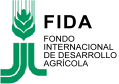 FIDA
FONDO
INTERNACIONAL
DE DESARROLLO
AGRÍCOLA